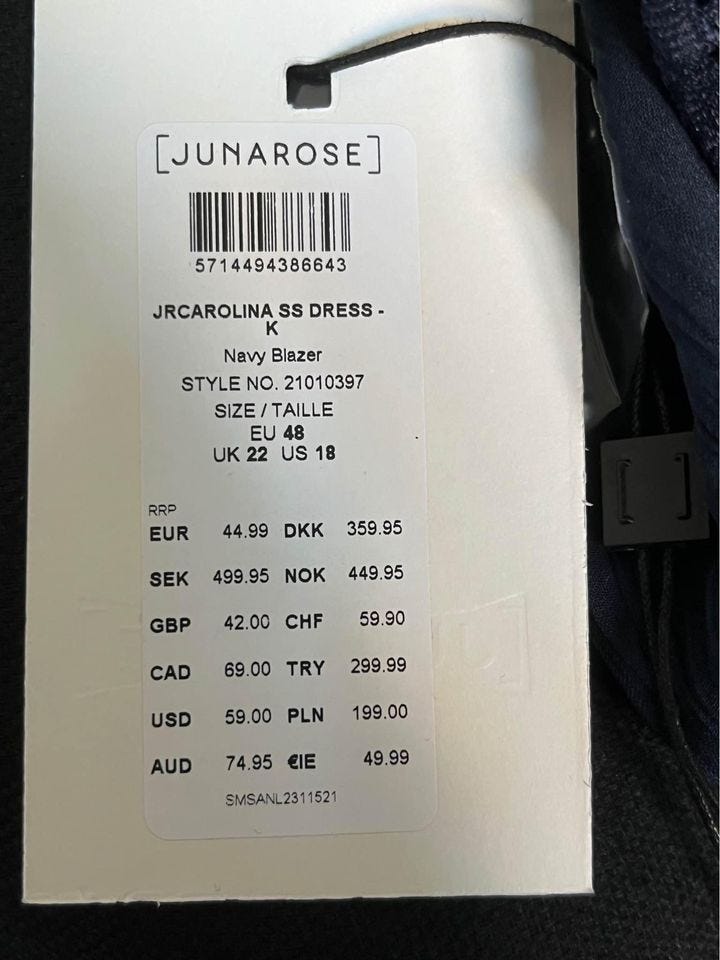 [JUNAROSE]
5714494386643
JRCAROLINA SS DRESS -
K
Navy Blazer
STYLE NO. 21010397
SIZE / TAILLE
EU 48
UK 22 US 18
RRP
EUR 44.99 DKK 359.95
SEK 499.95 NOK 449.95
GBP 42.00 CHF 59.90
CAD 69.00 TRY 299.99
USD 59.00 PLN 199.00
AUD 74.95 €IE 49.99
SMSANL2311521